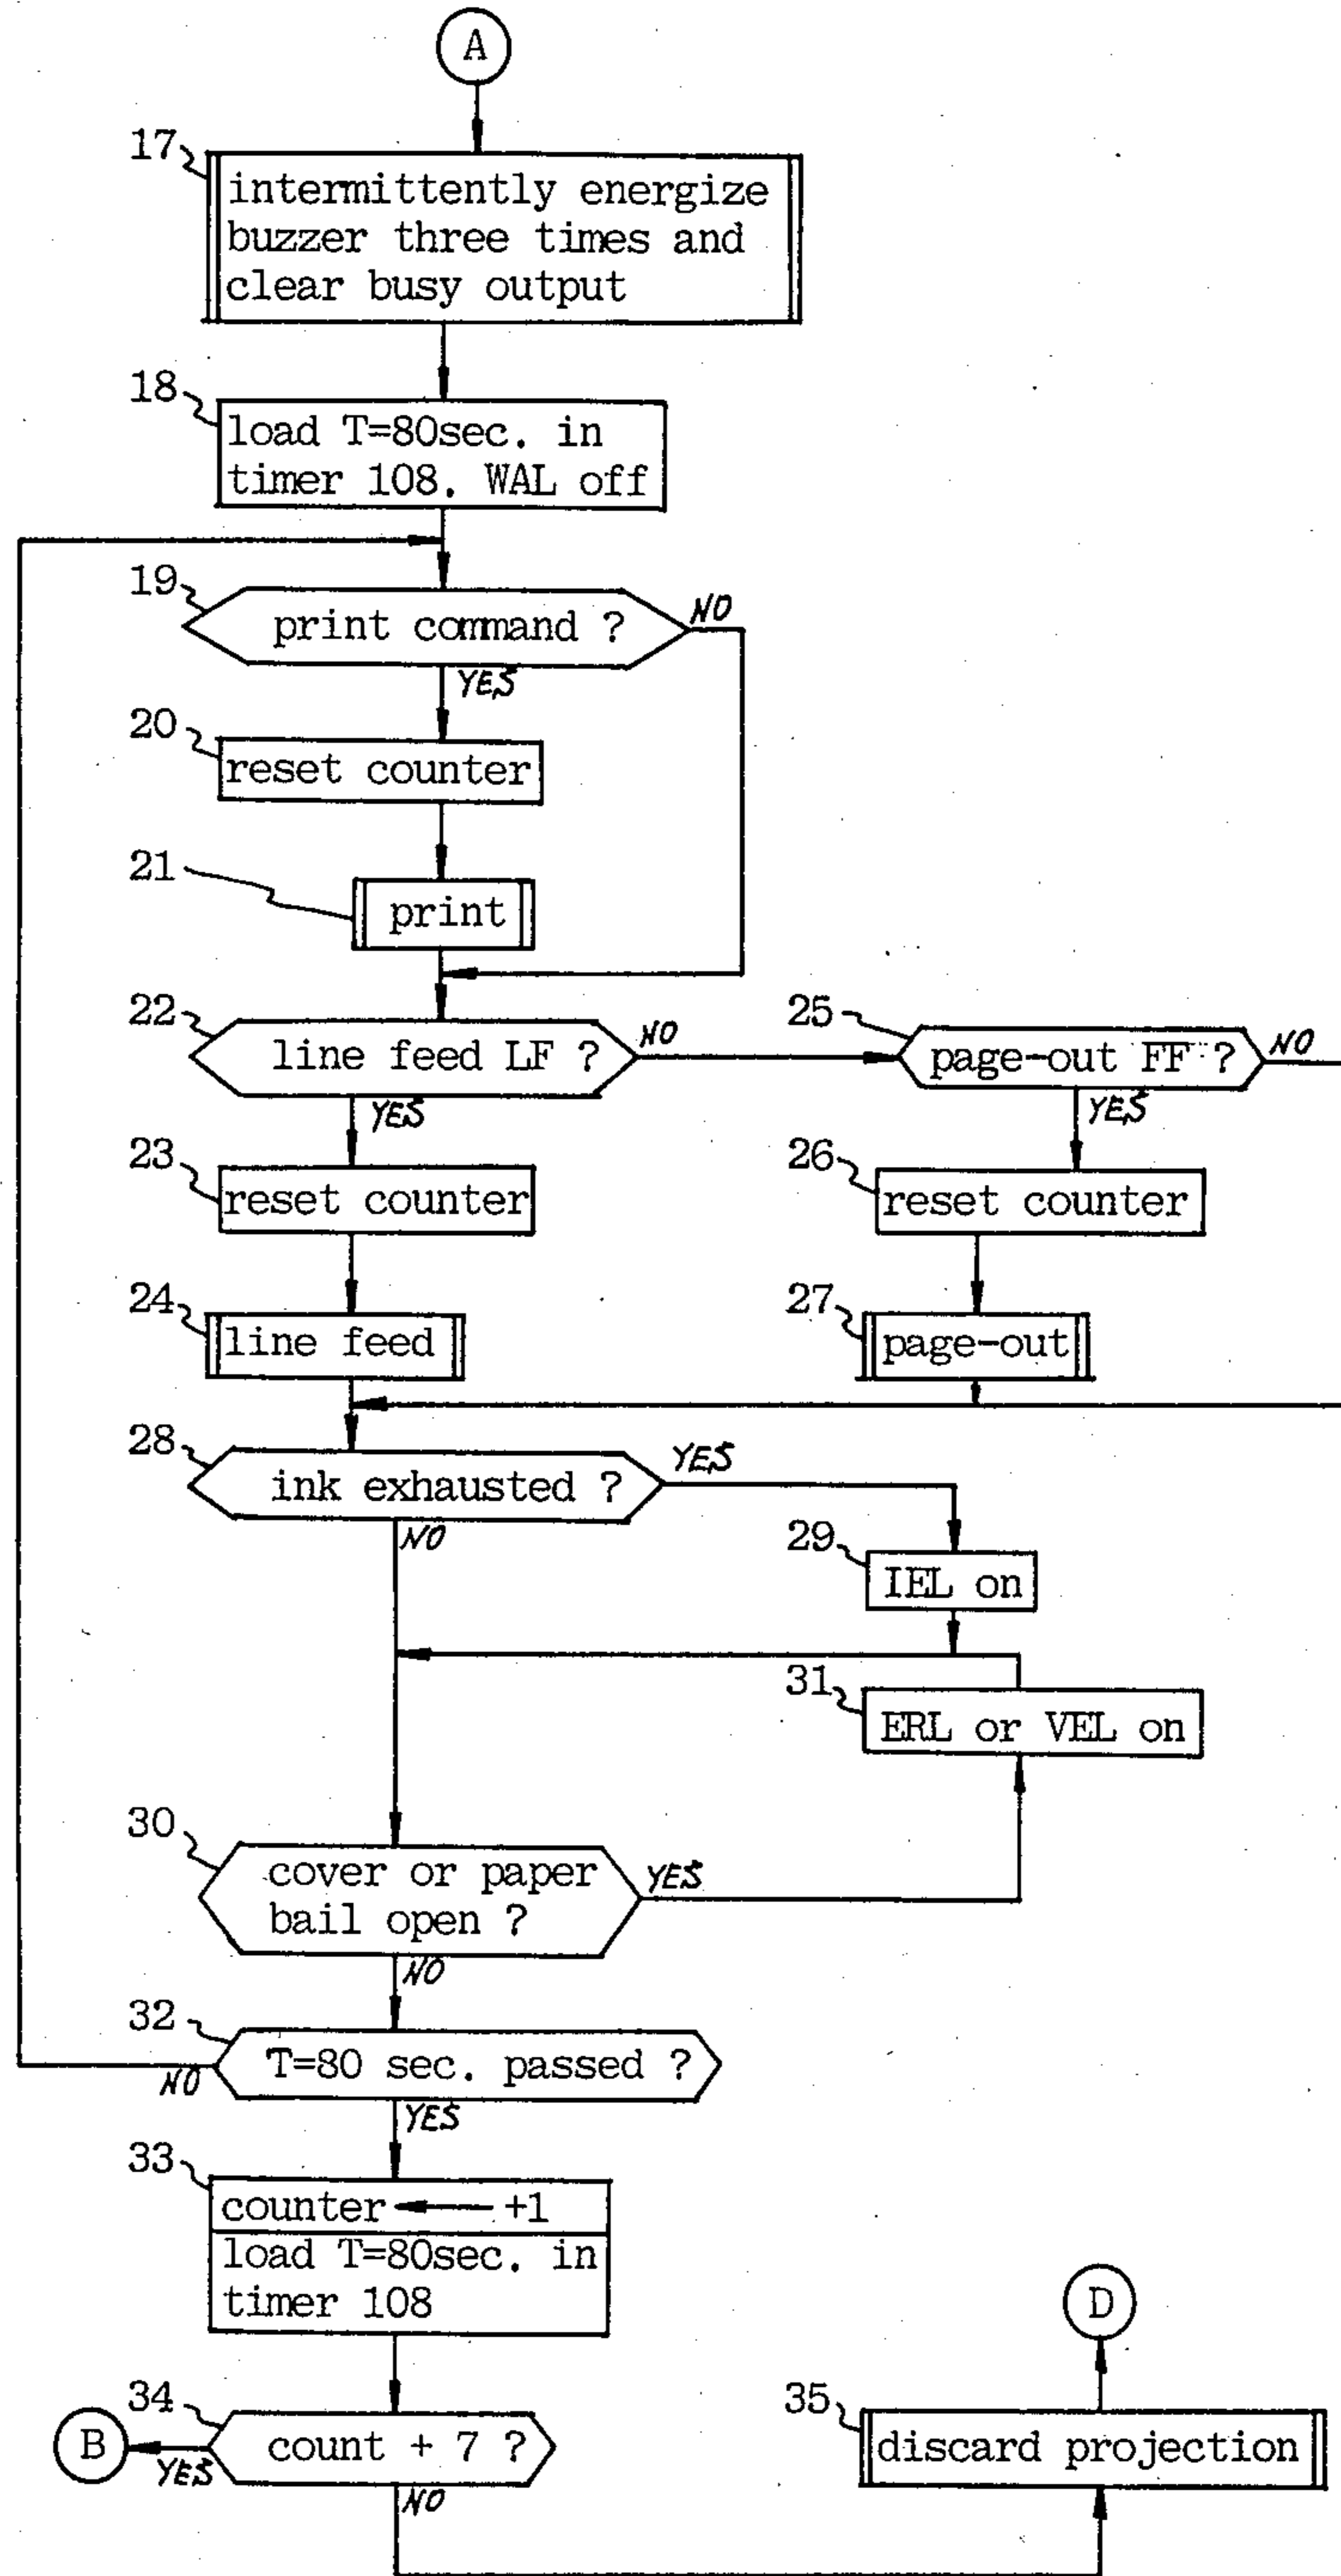 A
17
intermittently energize
buzzer three times and
clear busy output
18
load T=80sec. in
timer 108. WAL off
19
print command ?
NO
YES
20
reset counter
21
print
22
line feed LF ?
NO
YES
25
page-out FF ?
NO
YES
23
reset counter
26
reset counter
24
line feed
27
page-out
28
ink exhausted ?
YES
NO
29
IEL on
31
ERL or VEL on
30
cover or paper
bail open ?
YES
NO
32
T=80 sec. passed ?
NO
YES
33
counter ← +1
load T=80sec. in
timer 108
D
34
count + 7 ?
B
YES
NO
35
discard projection